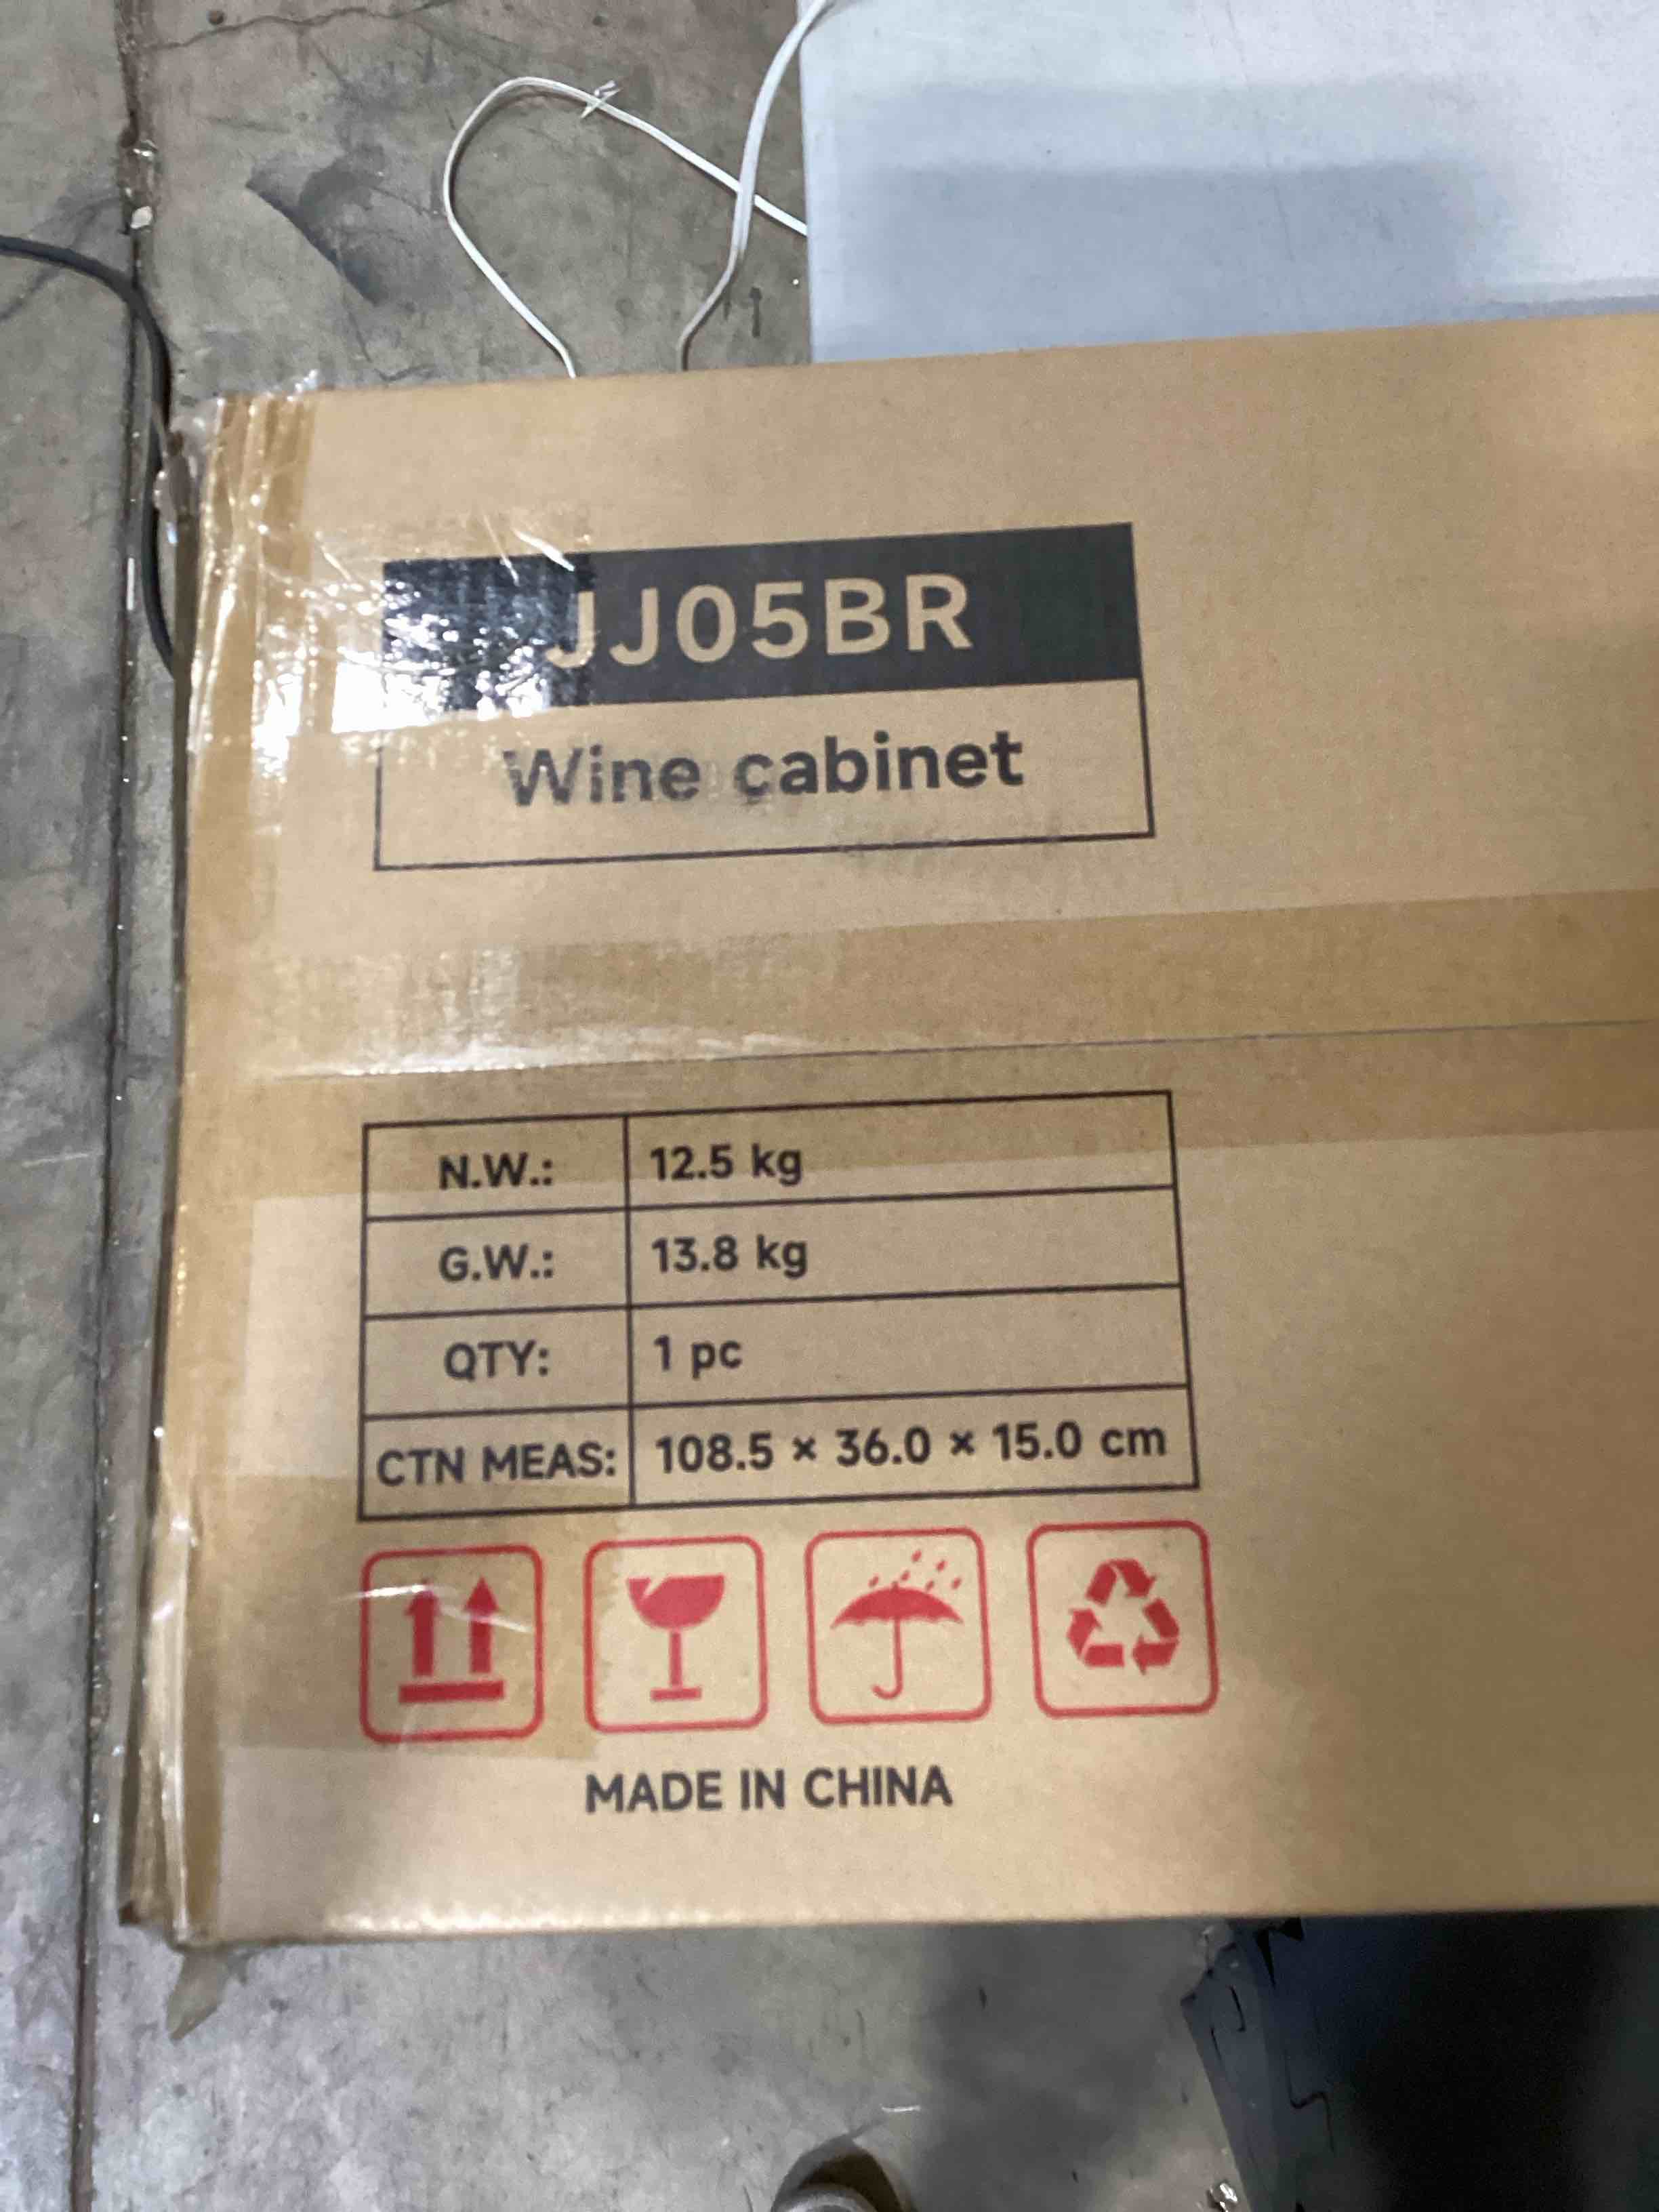 JJ05BR
Wine cabinet
N.W.: 12.5 kg
G.W.: 13.8 kg
QTY: 1 pc
CTN MEAS: 108.5 × 36.0 × 15.0 cm
MADE IN CHINA